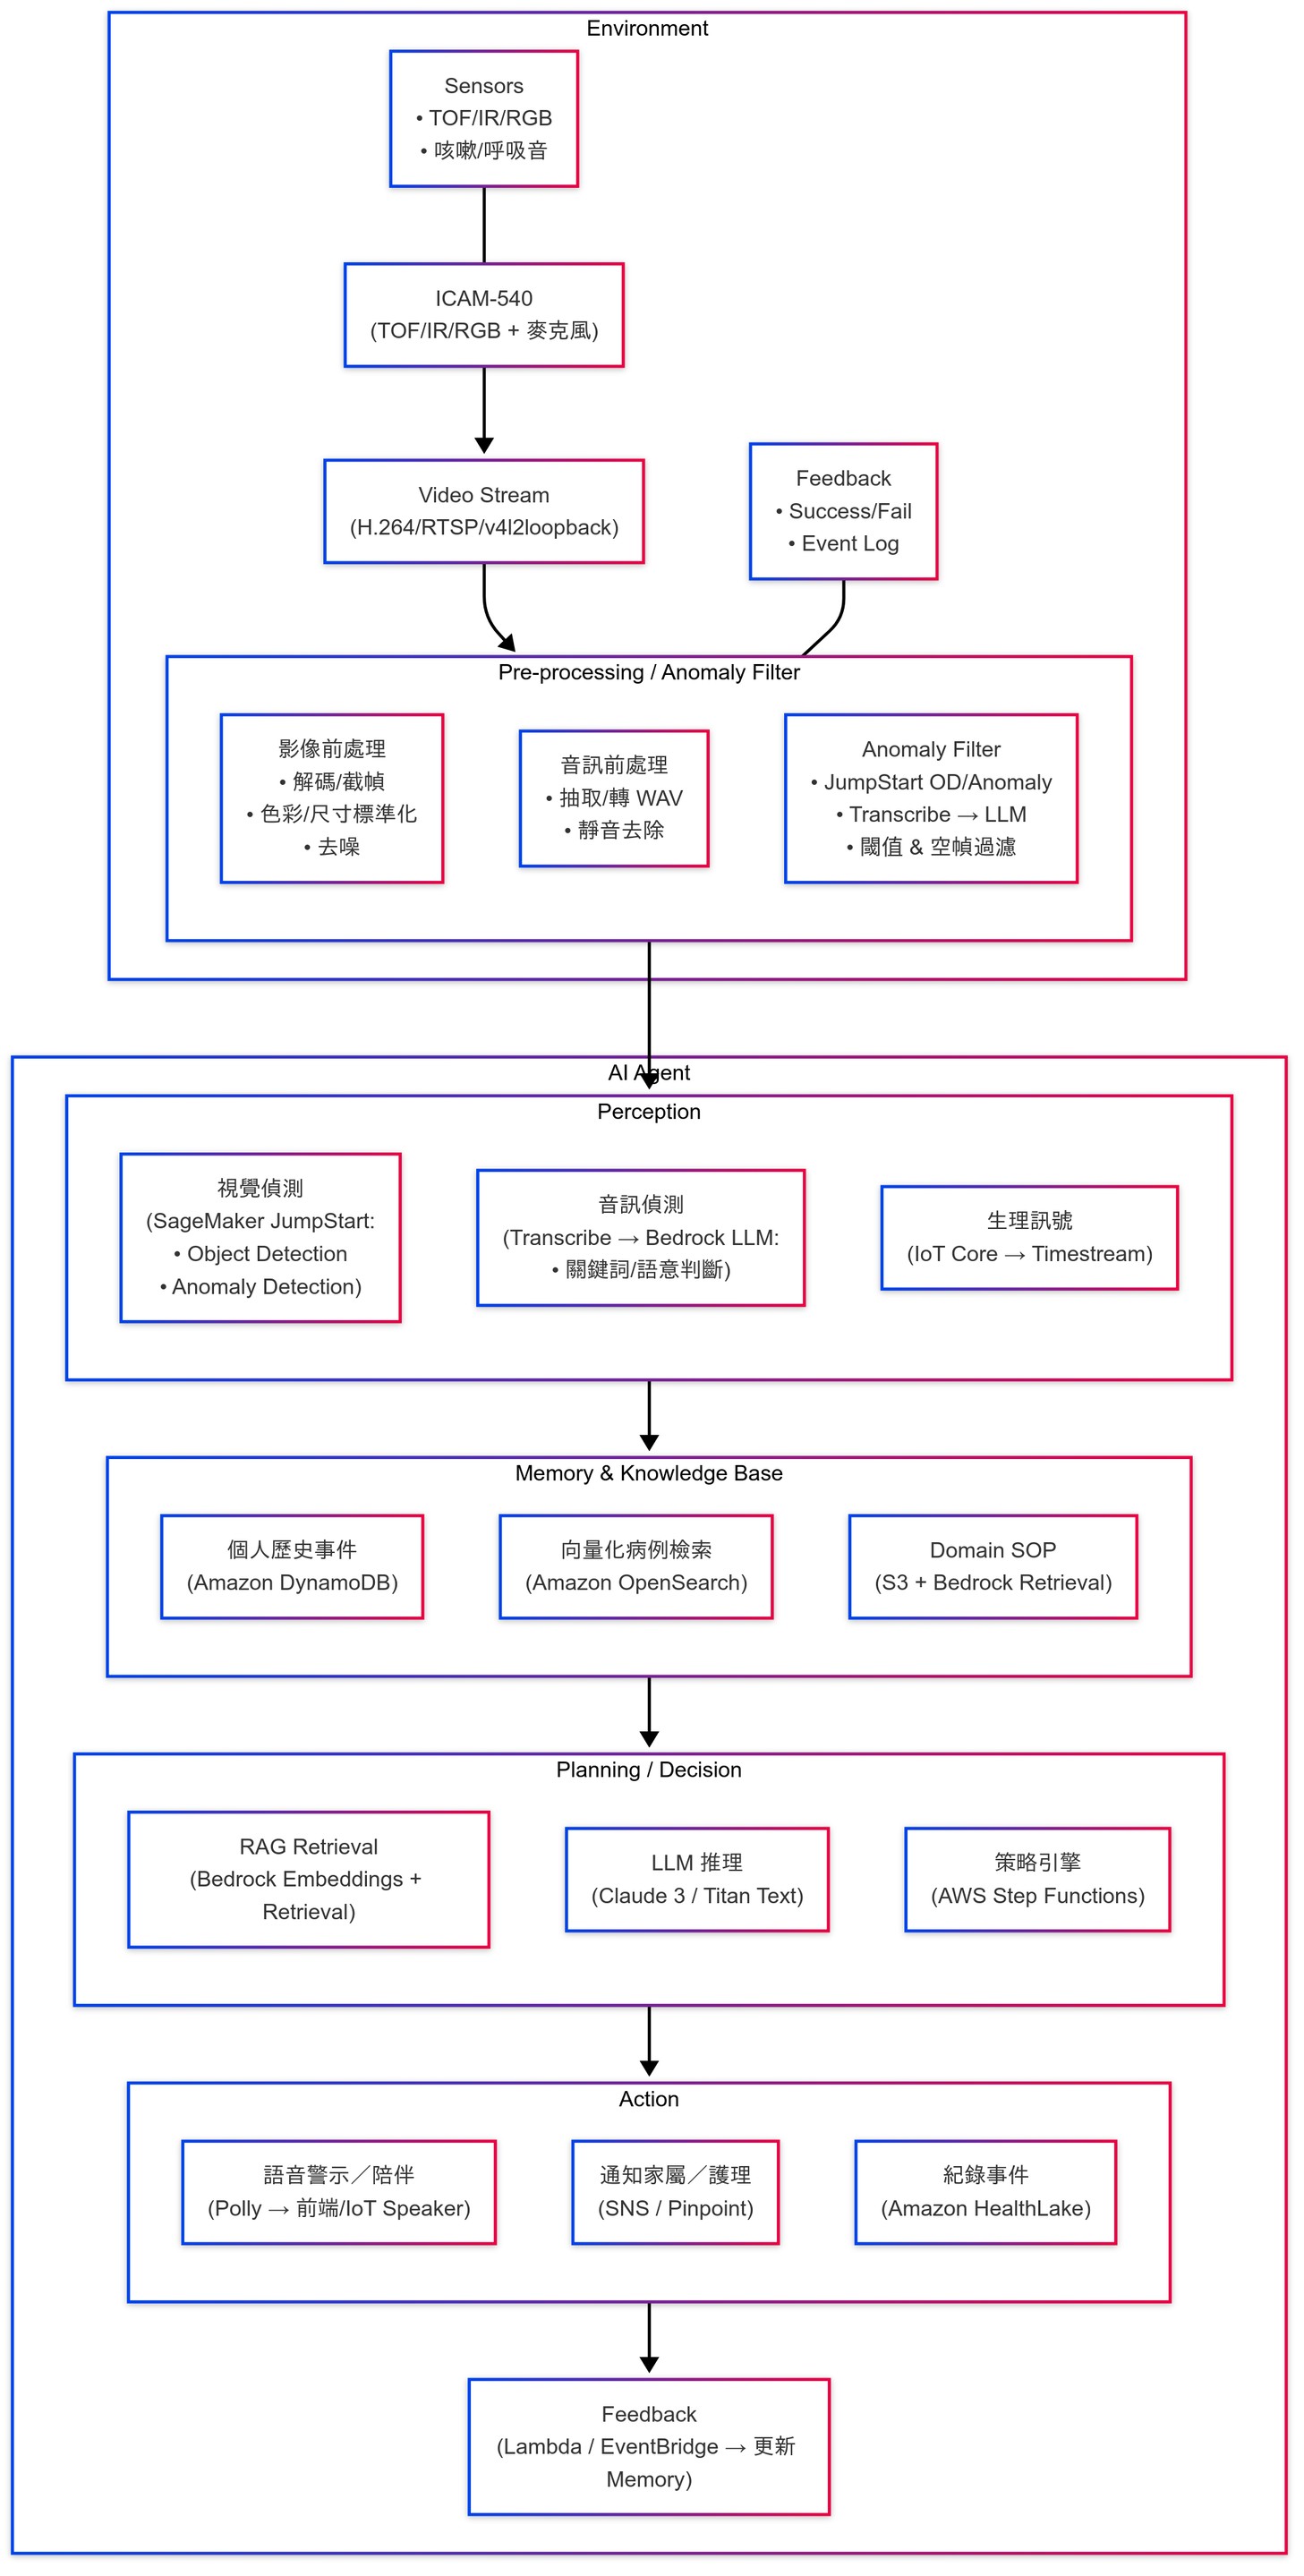 Environment
Sensors
• TOF/IR/RGB
• 咳嗽/呼吸音
ICAM-540
(TOF/IR/RGB + 麥克風)
Video Stream
(H.264/RTSP/v4l2loopback)
Feedback
• Success/Fail
• Event Log
Pre-processing / Anomaly Filter
影像前處理
• 解碼/截幀
• 色彩/尺寸標準化
• 去噪
音訊前處理
• 抽取/轉 WAV
• 靜音去除
Anomaly Filter
• JumpStart OD/Anomaly
• Transcribe → LLM
• 閾值 & 空幀過濾
AI Agent
Perception
視覺偵測
(SageMaker JumpStart:
• Object Detection
• Anomaly Detection)
音訊偵測
(Transcribe → Bedrock LLM:
• 關鍵詞/語意判斷)
生理訊號
(IoT Core → Timestream)
Memory & Knowledge Base
個人歷史事件
(Amazon DynamoDB)
向量化病例檢索
(Amazon OpenSearch)
Domain SOP
(S3 + Bedrock Retrieval)
Planning / Decision
RAG Retrieval
(Bedrock Embeddings +
Retrieval)
LLM 推理
(Claude 3 / Titan Text)
策略引擎
(AWS Step Functions)
Action
語音警示／陪伴
(Polly → 前端/IoT Speaker)
通知家屬／護理
(SNS / Pinpoint)
紀錄事件
(Amazon HealthLake)
Feedback
(Lambda / EventBridge → 更新
Memory)